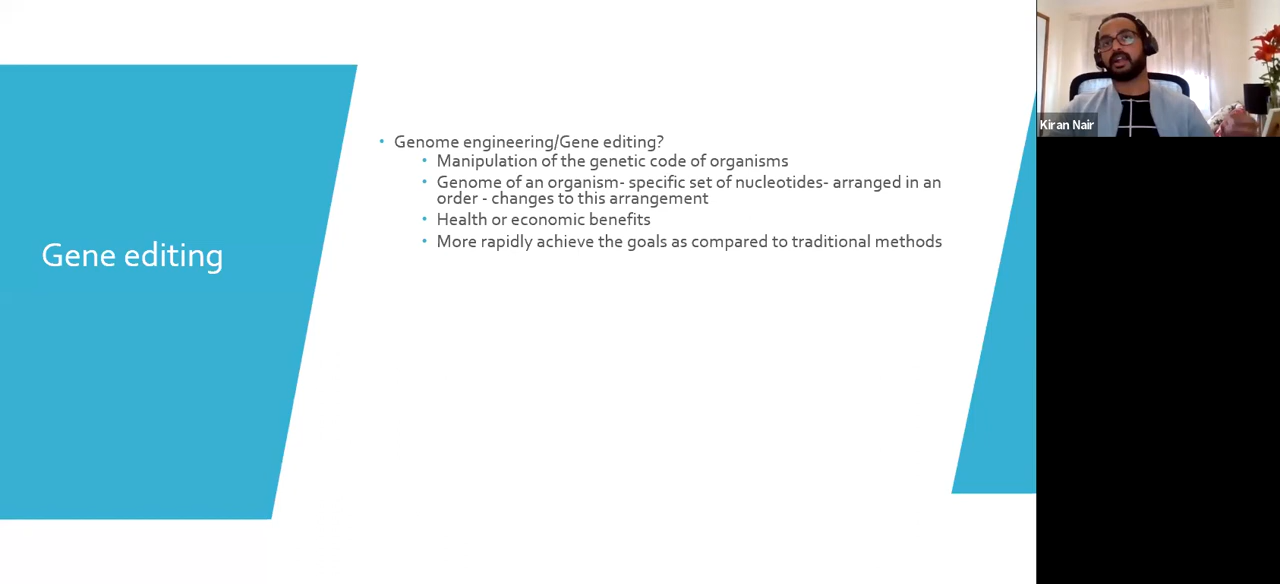 Gene editing
• Genome engineering/Gene editing?
• Manipulation of the genetic code of organisms
• Genome of an organism- specific set of nucleotides- arranged in an
order - changes to this arrangement
• Health or economic benefits
• More rapidly achieve the goals as compared to traditional methods
Kiran Nair